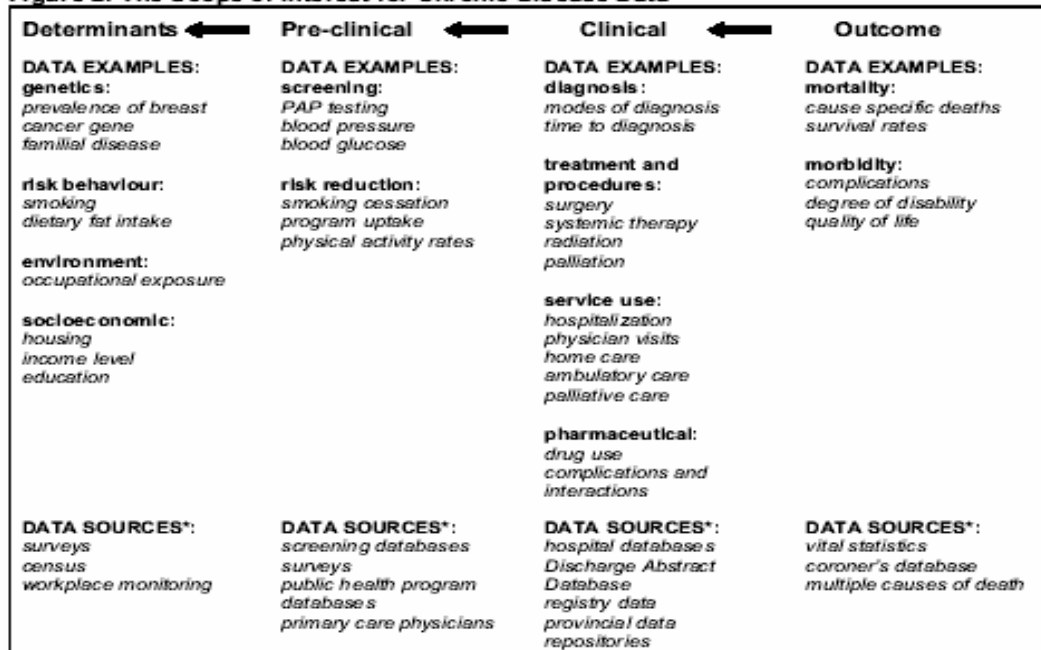 Determinants Pre-clinical Clinical Outcome
DATA EXAMPLES:
genetics:
prevalence of breast
cancer gene
familial disease
risk behaviour:
smoking
dietary fat intake
environment:
occupational exposure
socioeconomic:
housing
income level
education
DATA SOURCES*:
surveys
census
workplace monitoring
DATA EXAMPLES:
screening:
PAP testing
blood pressure
blood glucose
risk reduction:
smoking cessation
program uptake
physical activity rates
DATA SOURCES*:
screening databases
surveys
public health program
databases
primary care physicians
DATA EXAMPLES:
diagnosis:
modes of diagnosis
time to diagnosis
treatment and
procedures:
surgery
systemic therapy
radiation
palliation
service use:
hospitalization
physician visits
home care
ambulatory care
palliative care
pharmaceutical:
drug use
complications and
interactions
DATA SOURCES*:
hospital databases
Discharge Abstract
Database
registry data
provincial data
repositories
DATA EXAMPLES:
mortality:
cause specific deaths
survival rates
morbidity:
complications
degree of disability
quality of life
DATA SOURCES*:
vital statistics
coroner's database
multiple causes of death